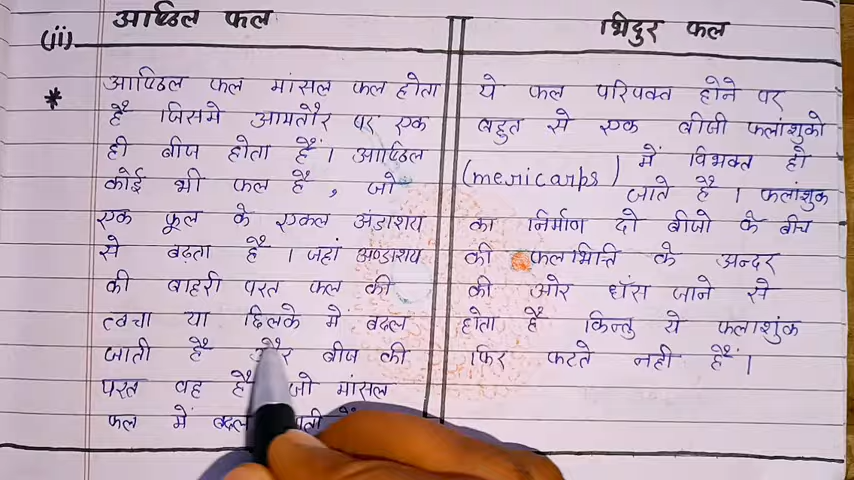 (ii) आष्ठिल फल
भिदुर फल
* आष्ठिल फल मांसल फल होता
है जिसमे आमतौर पर एक
ही बीज होता हैं। आष्ठिल
कोई भी फल है, जो
एक फूल के एकल अंडाशय
से बढ़ता है । जहां अण्डाशय
की बाहरी परत फल की
त्वचा या छिलके में बदल
जाती है और बीच की
परत वह है जो मांसल
फल में बदल
ये फल परिपक्व होने पर
बहुत से एक बीजी फलांशुको
(mericarps) में विभक्त हो
जाते है । फलांशुक
का निर्माण दो बीजो के बीच
की फलभित्ति के अन्दर
की ओर धँस जाने से
होता है किन्तु ये फलाशुंक
फिर फटते नही हैं।